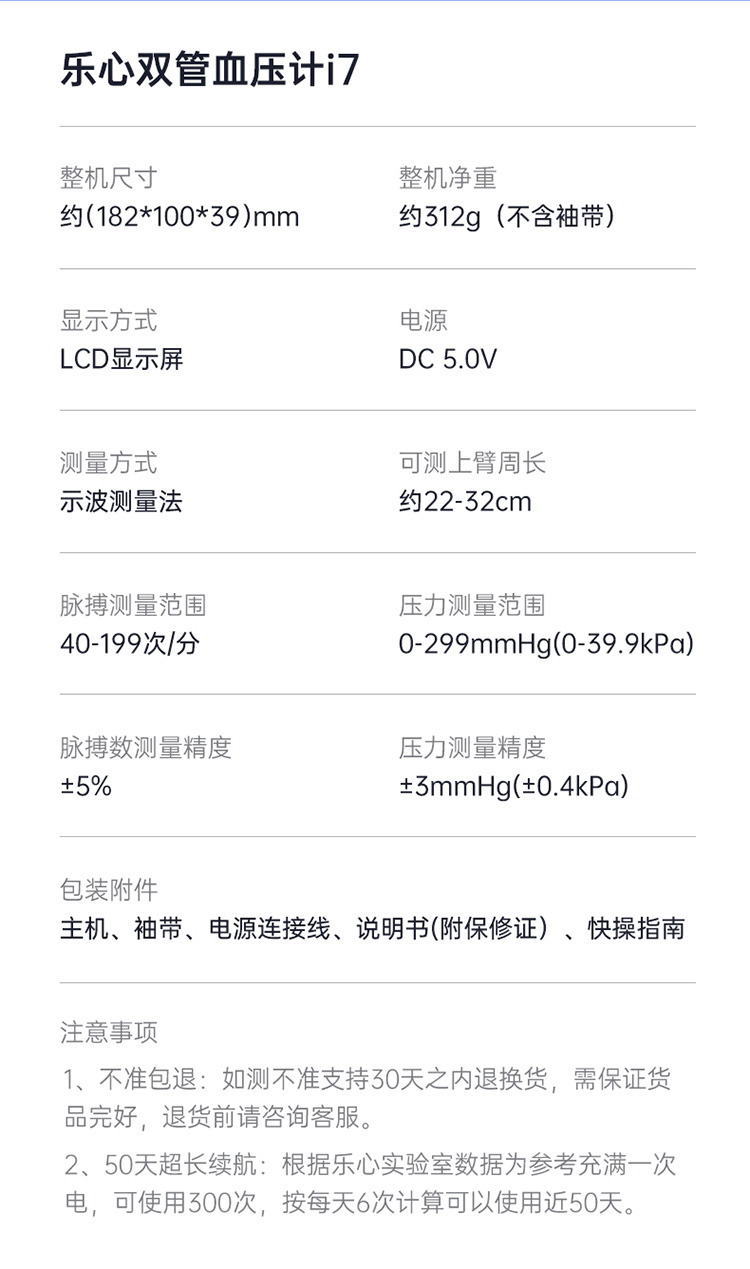 乐心双管血压计i7
整机尺寸
约(182*100*39)mm
整机净重
约312g（不含袖带）
显示方式
LCD显示屏
电源
DC 5.0V
测量方式
示波测量法
可测上臂周长
约22-32cm
脉搏测量范围
40-199次/分
压力测量范围
0-299mmHg(0-39.9kPa)
脉搏数测量精度
±5%
压力测量精度
±3mmHg(±0.4kPa)
包装附件
主机、袖带、电源连接线、说明书(附保修证）、快操指南
注意事项
1、不准包退：如测不准支持30天之内退换货，需保证货
品完好，退货前请咨询客服。
2、50天超长续航：根据乐心实验室数据为参考充满一次
电，可使用300次，按每天6次计算可以使用近50天。